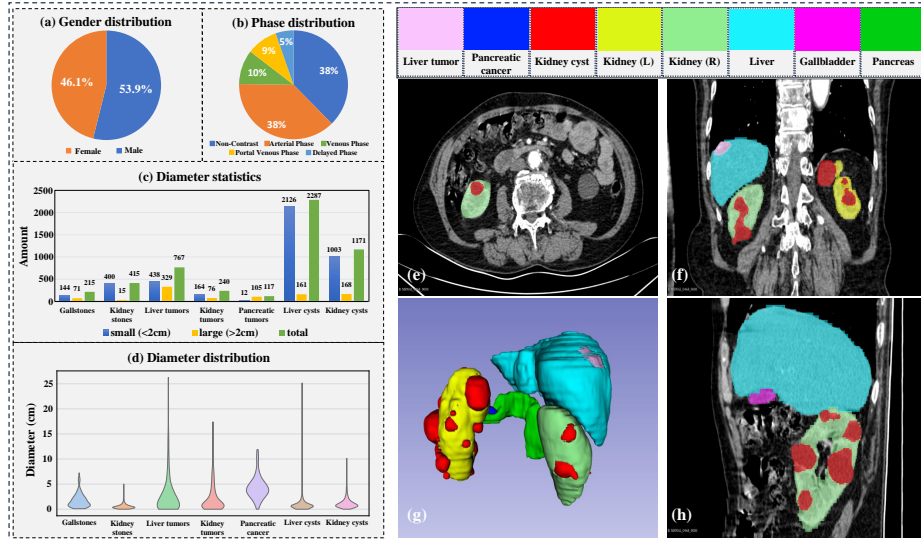 (a) Gender distribution
46.1%
53.9%
Female
Male
(b) Phase distribution
5%
9%
10%
38%
38%
Non-Contrast
Arterial Phase
Venous Phase
Portal Venous Phase
Delayed Phase
(c) Diameter statistics
Amount
2500
2000
1500
1000
500
0
144 71 215
400 15 415
438 329 767
164 76 240
12 105 117
2126 161 2287
1003 168 1171
Gallstones
Kidney stones
Liver tumors
Kidney tumors
Pancreatic tumors
Liver cysts
Kidney cysts
small (<2cm)
large (>2cm)
total
(d) Diameter distribution
Diameter (cm)
25
20
15
10
5
0
Gallstones
Kidney stones
Liver tumors
Kidney tumors
Pancreatic cancer
Liver cysts
Kidney cysts
Liver tumor
Pancreatic cancer
Kidney cyst
Kidney (L)
Kidney (R)
Liver
Gallbladder
Pancreas
(e)
(f)
(g)
(h)